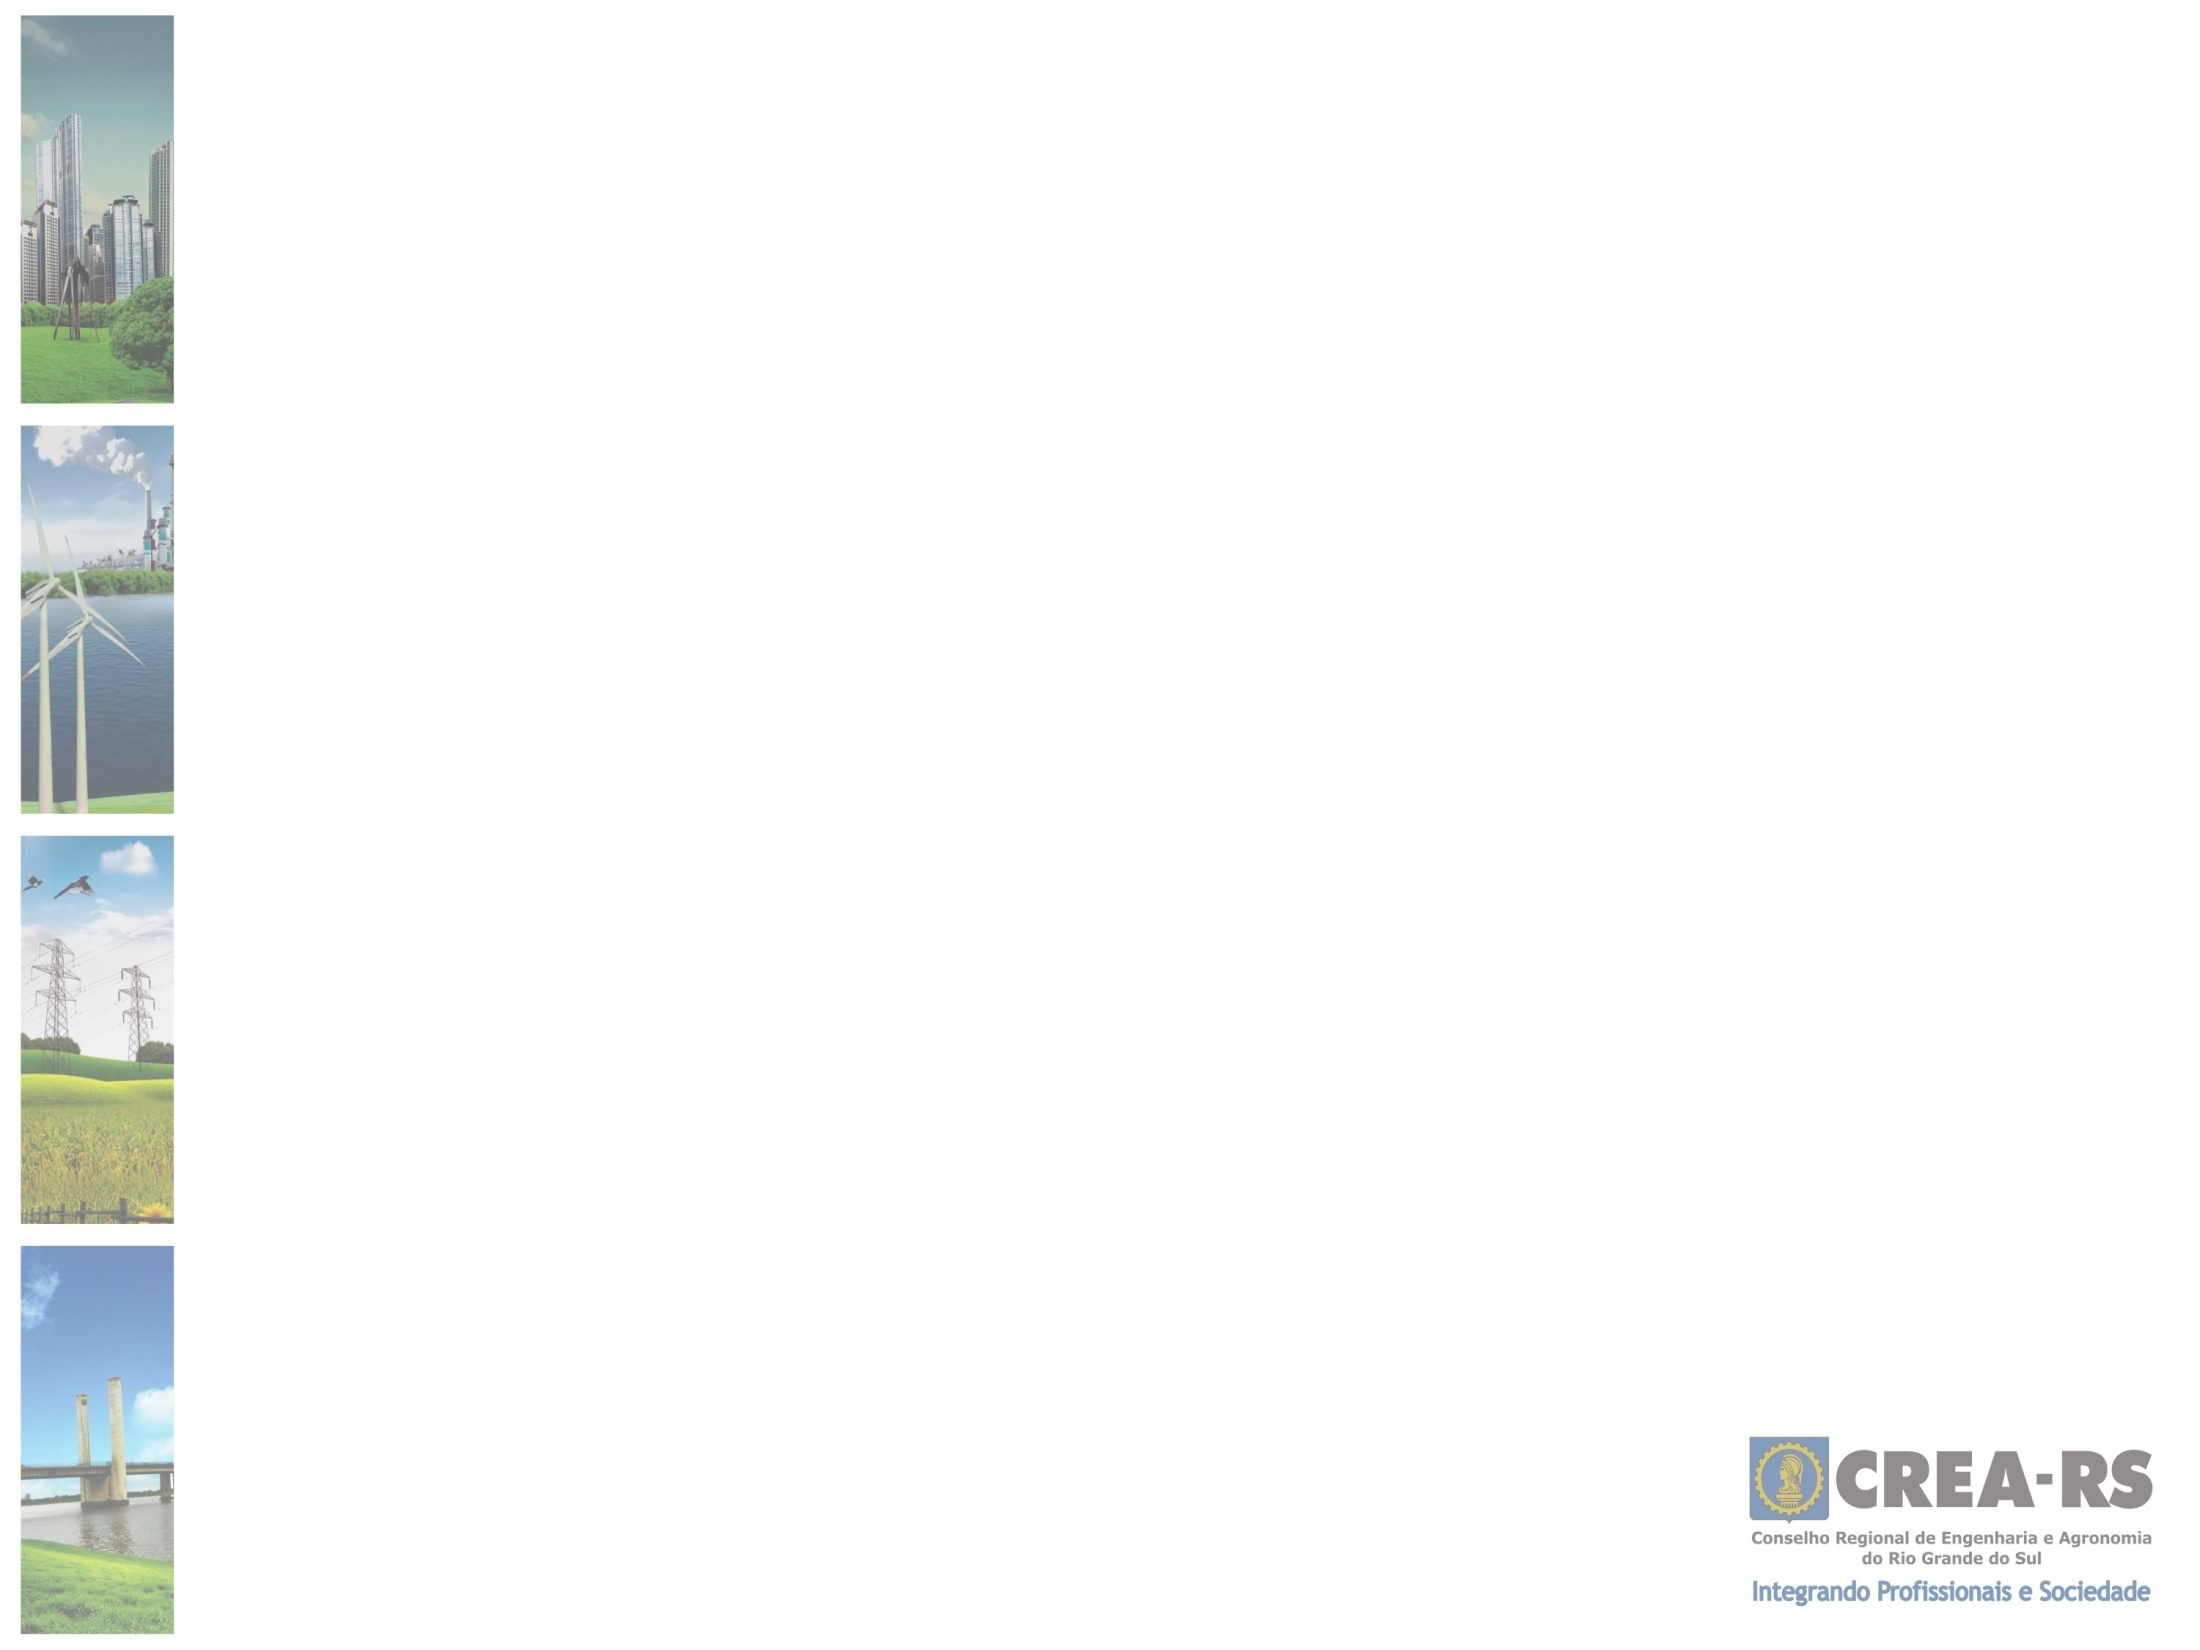 CREA-RS
Conselho Regional de Engenharia e Agronomia
do Rio Grande do Sul
Integrando Profissionais e Sociedade